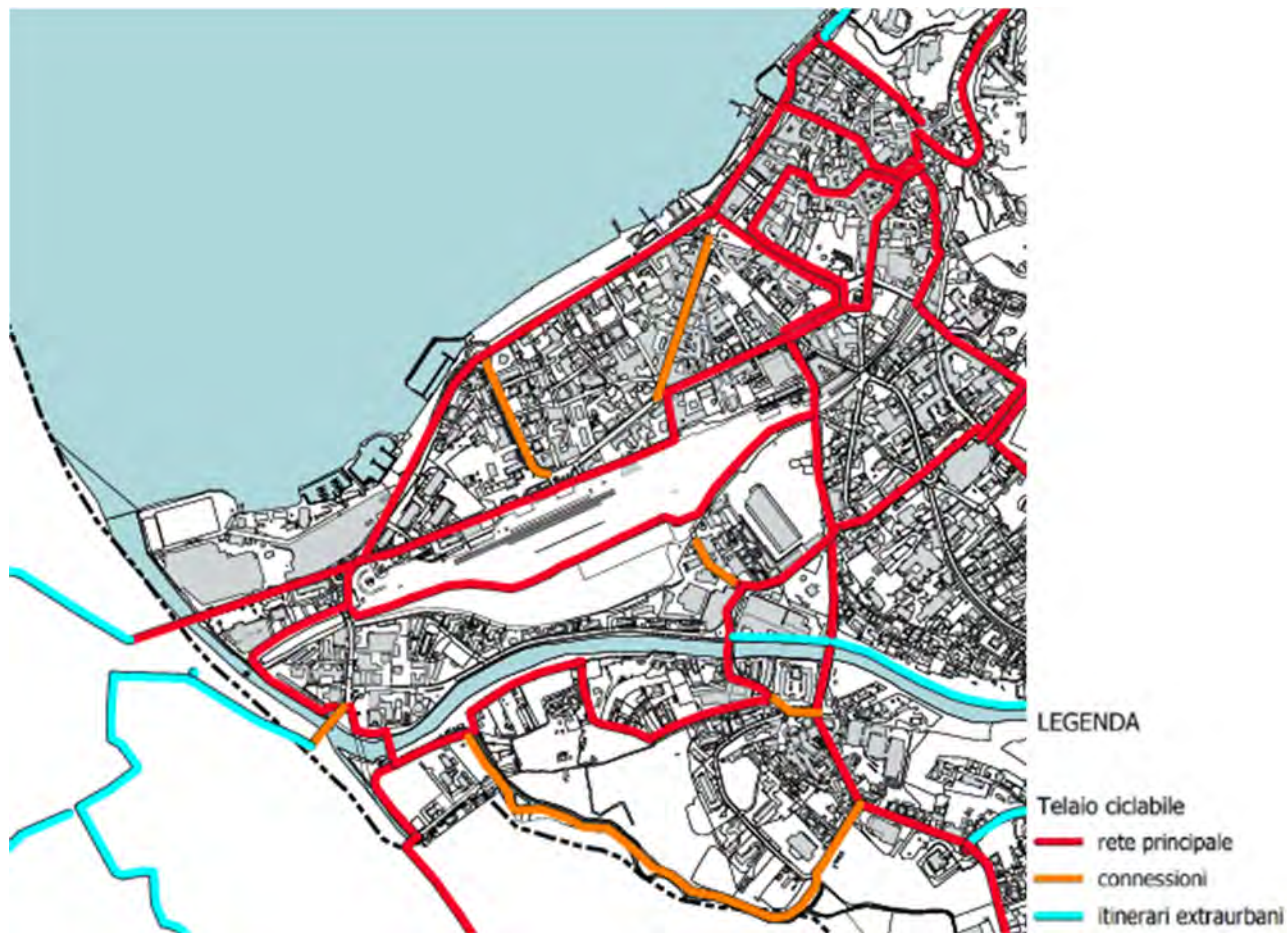 LEGENDA
Telaio ciclabile
rete principale
connessioni
itinerari extraurbani